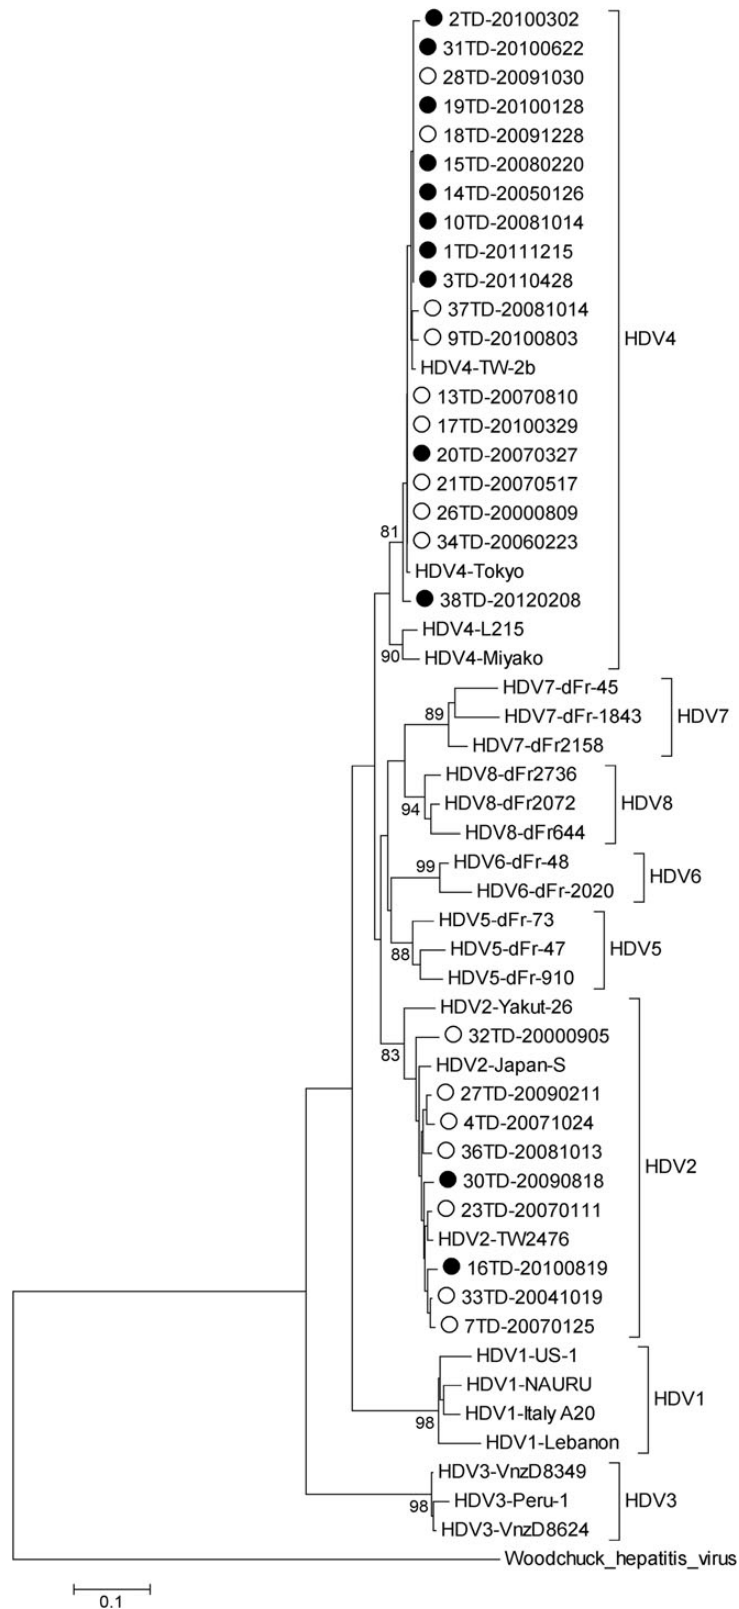 2TD-20100302
31TD-20100622
28TD-20091030
19TD-20100128
18TD-20091228
15TD-20080220
14TD-20050126
10TD-20081014
1TD-20111215
3TD-20110428
37TD-20081014
9TD-20100803
HDV4
HDV4-TW-2b
13TD-20070810
17TD-20100329
20TD-20070327
21TD-20070517
26TD-20000809
81
34TD-20060223
HDV4-Tokyo
38TD-20120208
HDV4-L215
90
HDV4-Miyako
HDV7-dFr-45
89
HDV7-dFr-1843
HDV7
HDV7-dFr2158
HDV8-dFr2736
94
HDV8-dFr2072
HDV8
HDV8-dFr644
99
HDV6-dFr-48
HDV6
HDV6-dFr-2020
HDV5-dFr-73
88
HDV5-dFr-47
HDV5
HDV5-dFr-910
HDV2-Yakut-26
32TD-20000905
83
HDV2-Japan-S
27TD-20090211
4TD-20071024
36TD-20081013
HDV2
30TD-20090818
23TD-20070111
HDV2-TW2476
16TD-20100819
33TD-20041019
7TD-20070125
HDV1-US-1
HDV1-NAURU
HDV1
98
HDV1-Italy A20
HDV1-Lebanon
HDV3-VnzD8349
98
HDV3-Peru-1
HDV3
HDV3-VnzD8624
Woodchuck_hepatitis_virus
0.1